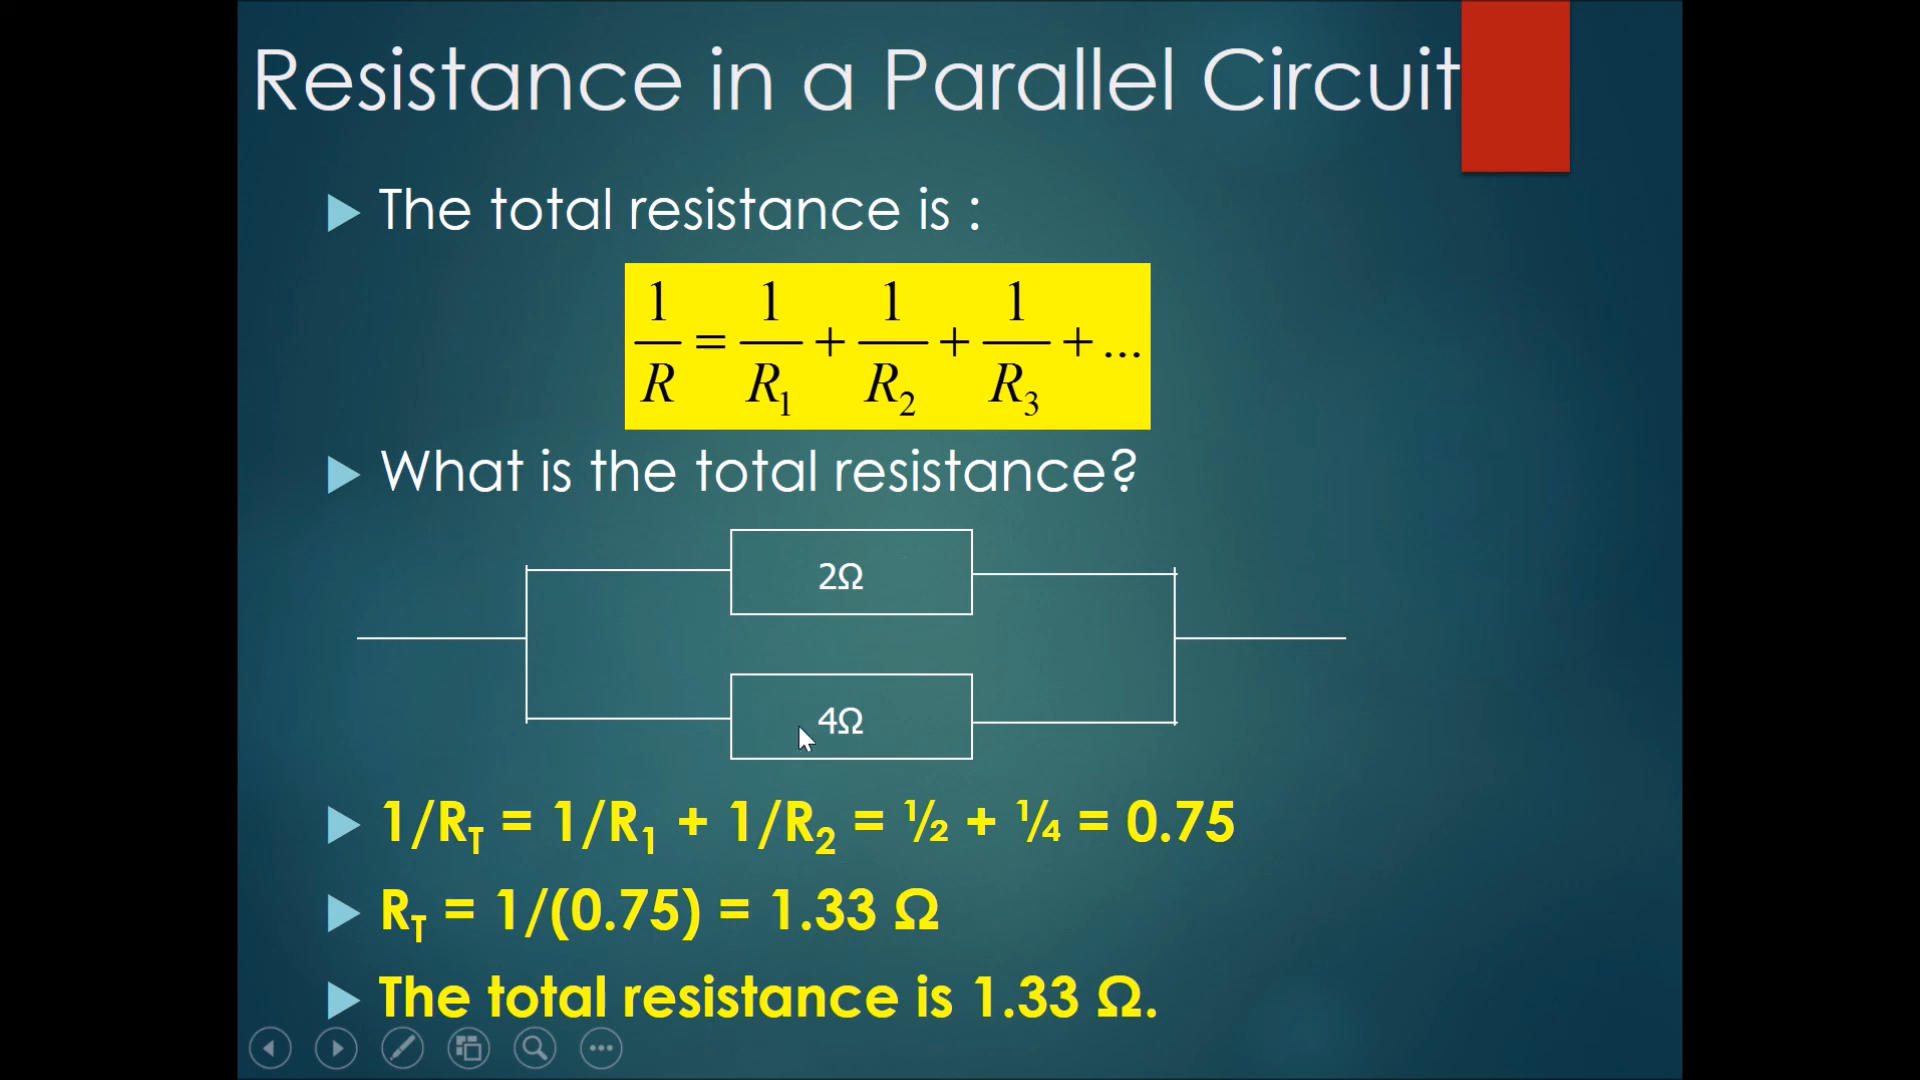 Resistance in a Parallel Circuit
The total resistance is :
1/R = 1/R₁ + 1/R₂ + 1/R₃ + ...
What is the total resistance?
2Ω
4Ω
1/R_T = 1/R₁ + 1/R₂ = ½ + ¼ = 0.75
R_T = 1/(0.75) = 1.33 Ω
The total resistance is 1.33 Ω.